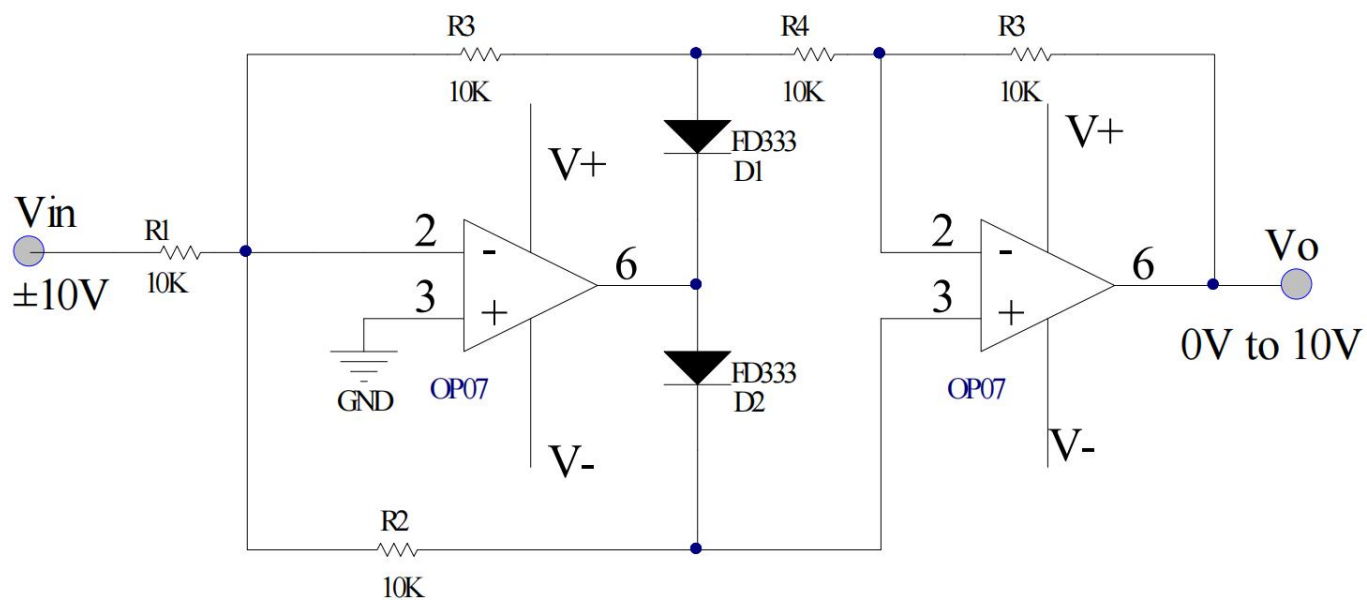 R3
10K
R4
10K
R3
10K
V+
V+
FD333
D1
Vin
±10V
R1
10K
2
-
3
+
6
2
-
3
+
6
Vo
0V to 10V
GND
OP07
FD333
D2
OP07
V-
V-
R2
10K